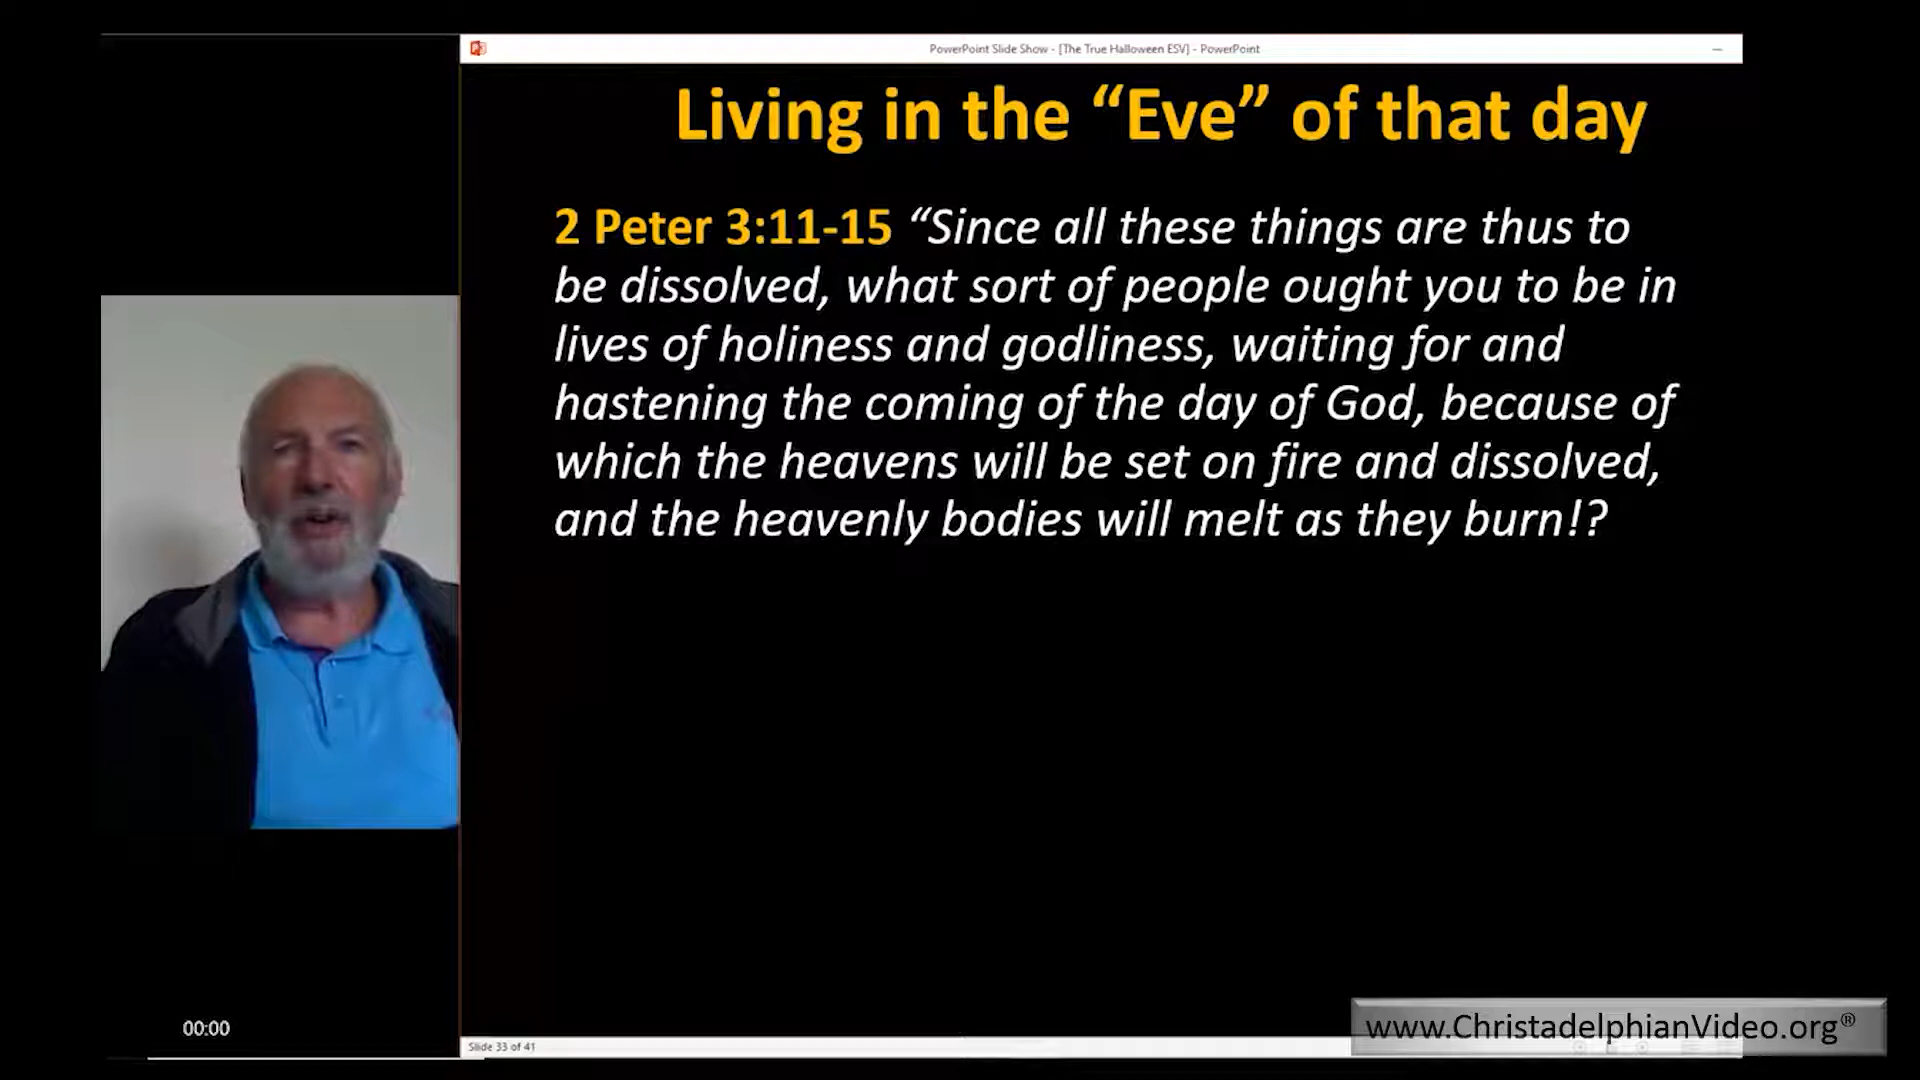 PowerPoint Slide Show - [The True Halloween ESV] - PowerPoint
Living in the “Eve” of that day
2 Peter 3:11-15 “Since all these things are thus to
be dissolved, what sort of people ought you to be in
lives of holiness and godliness, waiting for and
hastening the coming of the day of God, because of
which the heavens will be set on fire and dissolved,
and the heavenly bodies will melt as they burn!?
00:00
www.ChristadelphianVideo.org®
Slide 33 of 41